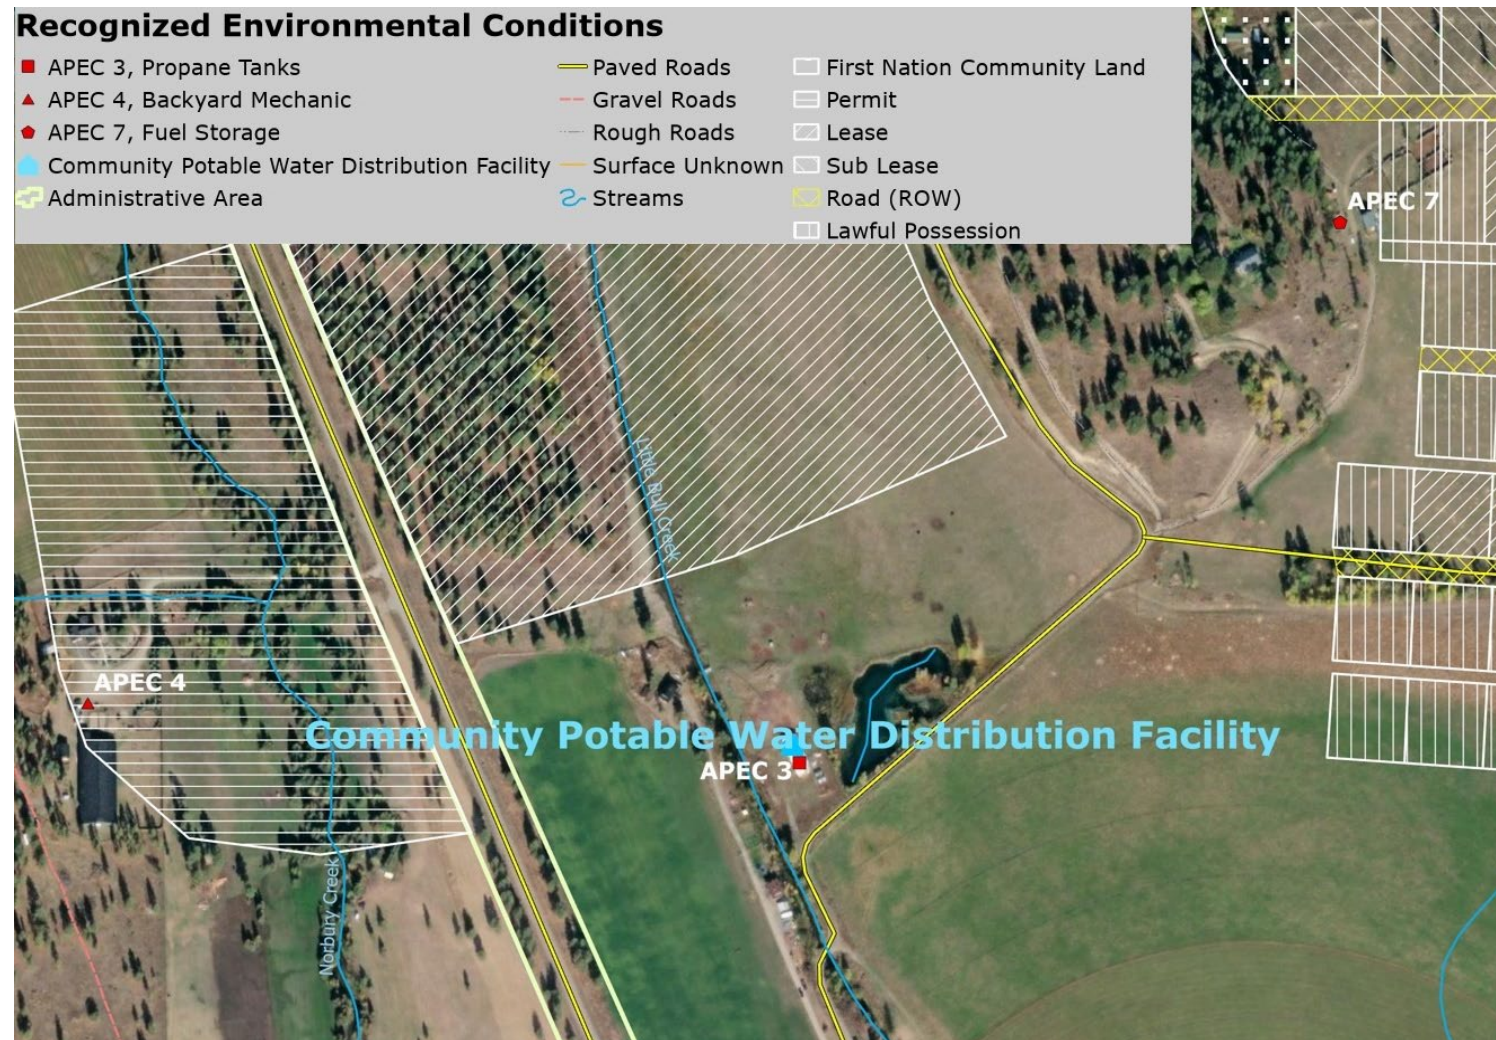 Recognized Environmental Conditions
APEC 3, Propane Tanks
APEC 4, Backyard Mechanic
APEC 7, Fuel Storage
Community Potable Water Distribution Facility
Administrative Area
Paved Roads
Gravel Roads
Rough Roads
Surface Unknown
Streams
First Nation Community Land
Permit
Lease
Sub Lease
Road (ROW)
Lawful Possession
APEC 7
Little Bull Creek
APEC 4
Community Potable Water Distribution Facility
APEC 3
Norbury Creek